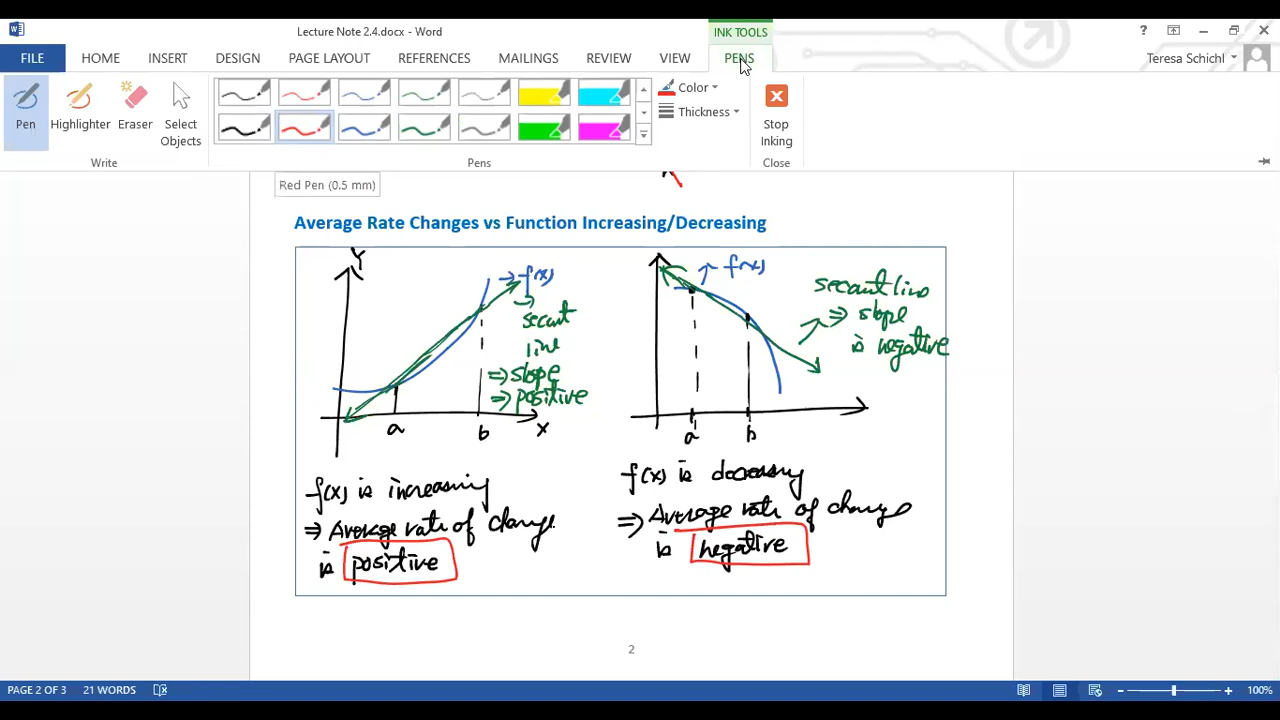 Lecture Note 2.4.docx - Word
INK TOOLS
?
FILE HOME INSERT DESIGN PAGE LAYOUT REFERENCES MAILINGS REVIEW VIEW PENS
Teresa Schichl
Pen Highlighter Eraser Select Objects
Color
Thickness
Stop Inking
Write Pens Close
Red Pen (0.5 mm)
Average Rate Changes vs Function Increasing/Decreasing
Y
⇒ f(x)
→ secant
line
⇒ slope
⇒ positive
a b X
f(x) is increasing
⇒ Average rate of change
is positive
f(x)
secant line
⇒ slope
is negative
a b
f(x) is decreasing
⇒ Average rate of change
is negative
2
PAGE 2 OF 3 21 WORDS
100%